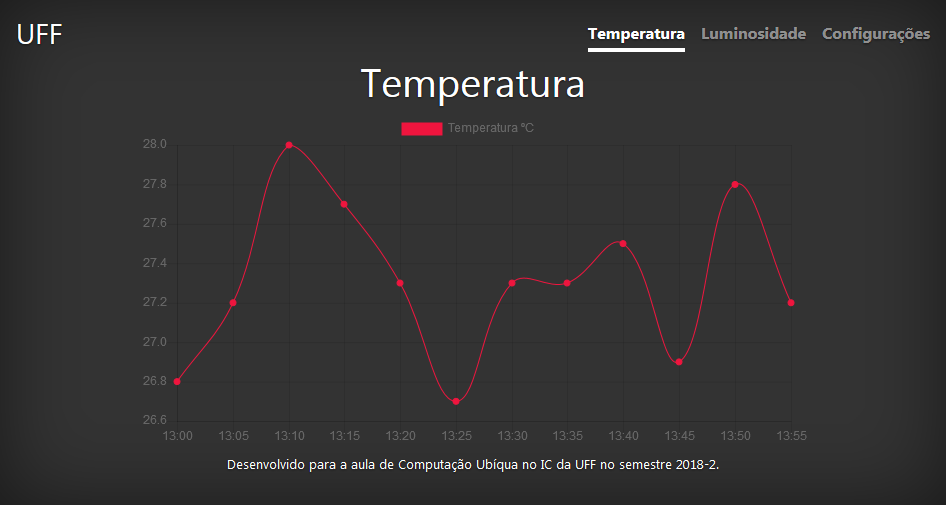 UFF
Temperatura Luminosidade Configurações
Temperatura
Temperatura ºC
28.0
27.8
27.6
27.4
27.2
27.0
26.8
26.6
13:00 13:05 13:10 13:15 13:20 13:25 13:30 13:35 13:40 13:45 13:50 13:55
Desenvolvido para a aula de Computação Ubíqua no IC da UFF no semestre 2018-2.